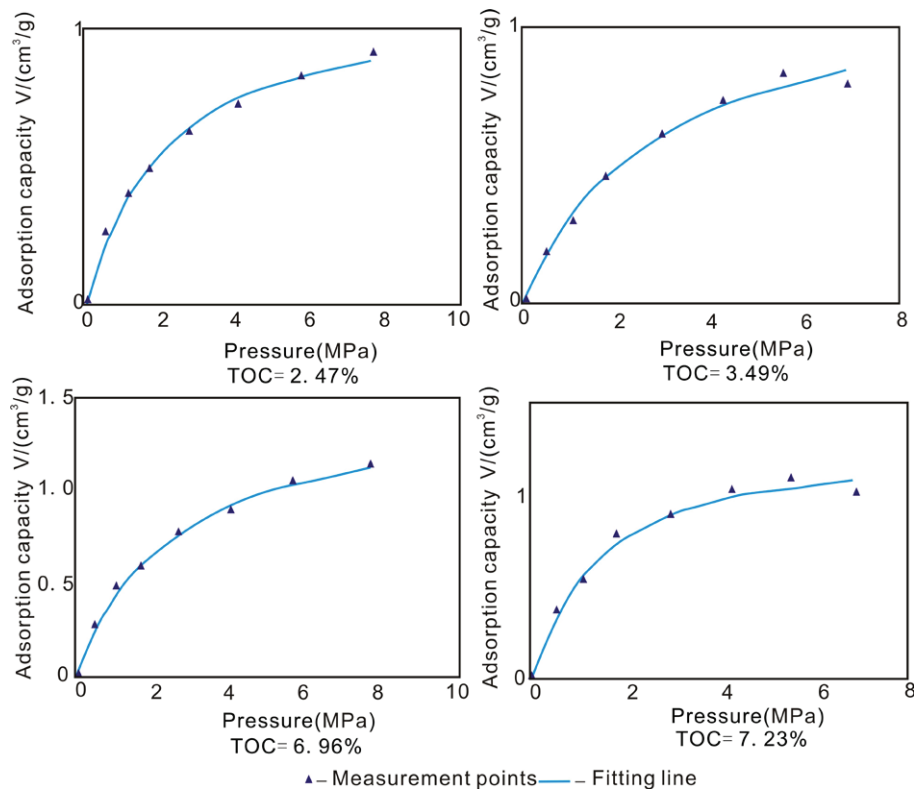 Adsorption capacity V/(cm³/g)
1
0
0 2 4 6 8 10
Pressure(MPa)
TOC= 2. 47%
Adsorption capacity V/(cm³/g)
1
0
0 2 4 6 8
Pressure(MPa)
TOC= 3.49%
Adsorption capacity V/(cm³/g)
1. 5
1. 0
0. 5
0
0 2 4 6 8 10
Pressure(MPa)
TOC= 6. 96%
Adsorption capacity V/(cm³/g)
1
0
0 2 4 6 8
Pressure(MPa)
TOC= 7. 23%
– Measurement points – Fitting line